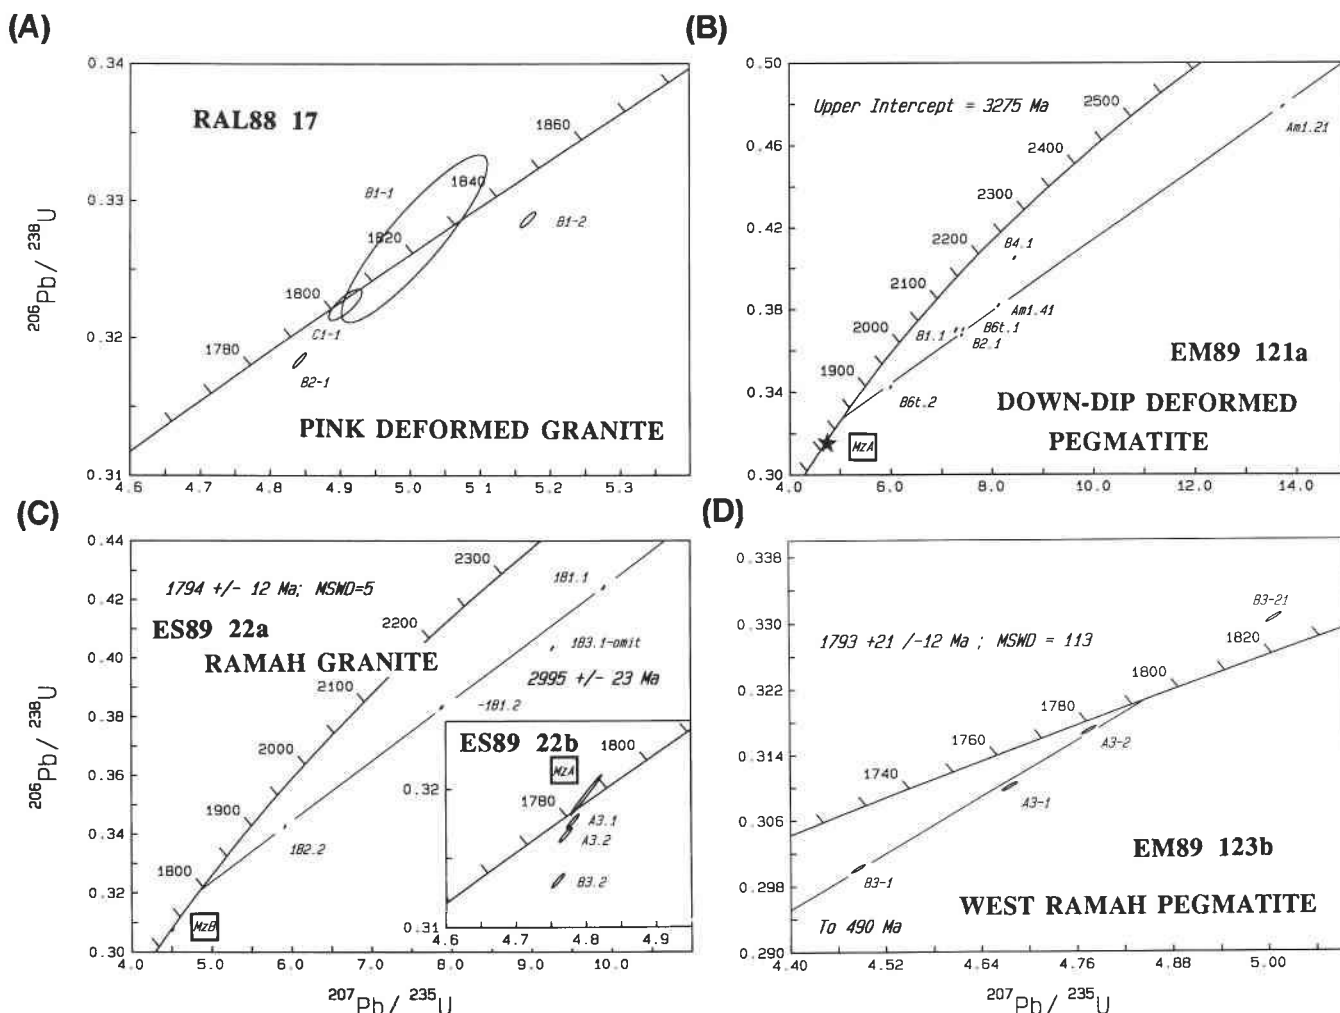 (A)
0.34
0.33
0.32
0.31
4.6
4.7
4.8
4.9
5.0
5 1
5.2
5.3
206Pb/ 238U
RAL88 17
1780
1800
1820
1840
1860
B1-1
B1-2
C1-1
B2-1
PINK DEFORMED GRANITE
(B)
0.50
0.46
0.42
0.38
0.34
0.30
4.0
6.0
8.0
10.0
12.0
14.0
Upper Intercept = 3275 Ma
1900
2000
2100
2200
2300
2400
2500
Am1.21
B4.1
Am1.41
B1.1
B6t.1
B2.1
B6t.2
MzA
EM89 121a
DOWN-DIP DEFORMED
PEGMATITE
(C)
0.44
0.42
0.40
0.38
0.36
0.34
0.32
0.30
4.0
5.0
6.0
7.0
8.0
9.0
10.0
206Pb/ 238U
207Pb/ 235U
1794 +/- 12 Ma; MSWD=5
ES89 22a
RAMAH GRANITE
1800
1900
2000
2100
2200
2300
1B1.1
1B3.1-omit
2995 +/- 23 Ma
-1B1.2
1B2.2
MzB
ES89 22b
MzA
1780
1800
A3.1
A3.2
B3.2
0.32
0.31
4.6
4.7
4.8
4.9
(D)
0.338
0.330
0.322
0.314
0.306
0.298
0.290
4.40
4.52
4.64
4.76
4.88
5.00
207Pb/ 235U
1793 +21 /-12 Ma ; MSWD = 113
1740
1760
1780
1800
1820
B3-21
A3-2
A3-1
B3-1
To 490 Ma
EM89 123b
WEST RAMAH PEGMATITE